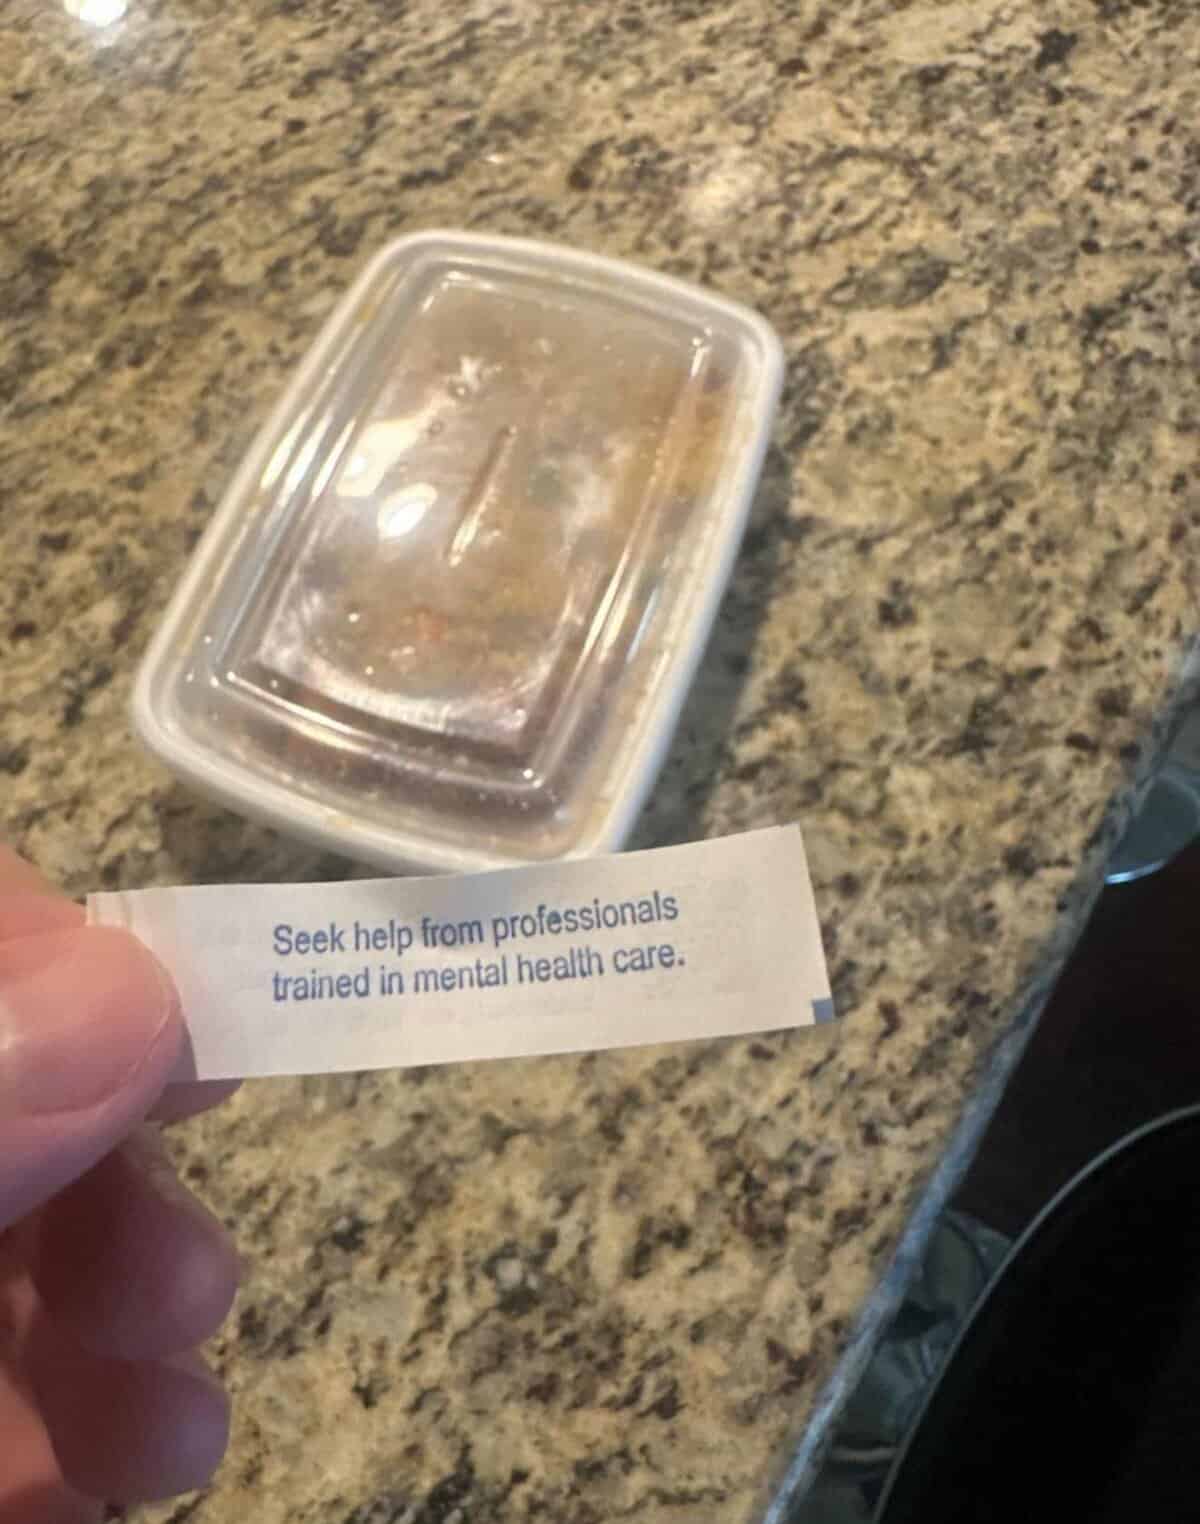 Seek help from professionals
trained in mental health care.